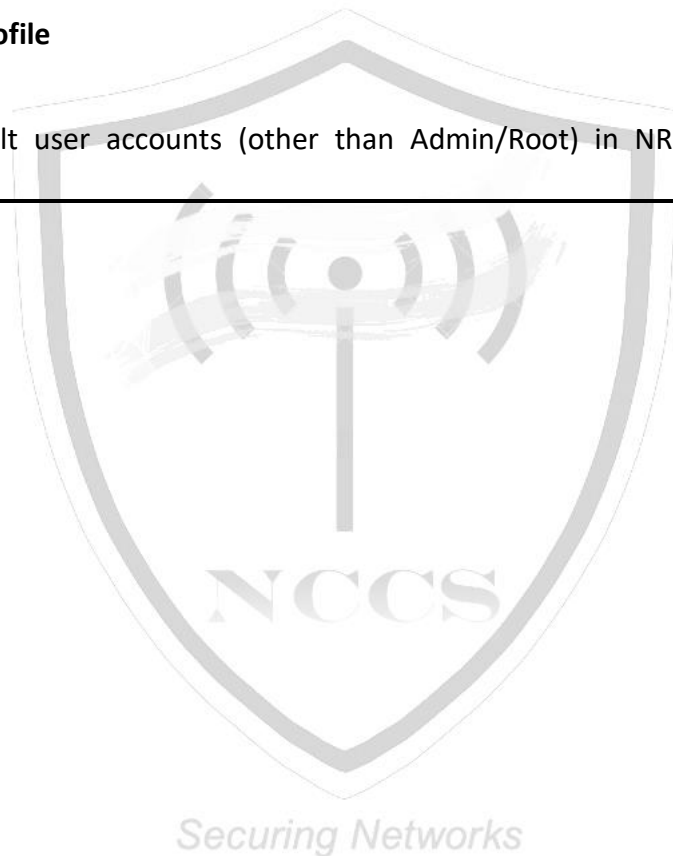 ofile
lt user accounts (other than Admin/Root) in NR
NCCS
Securing Networks